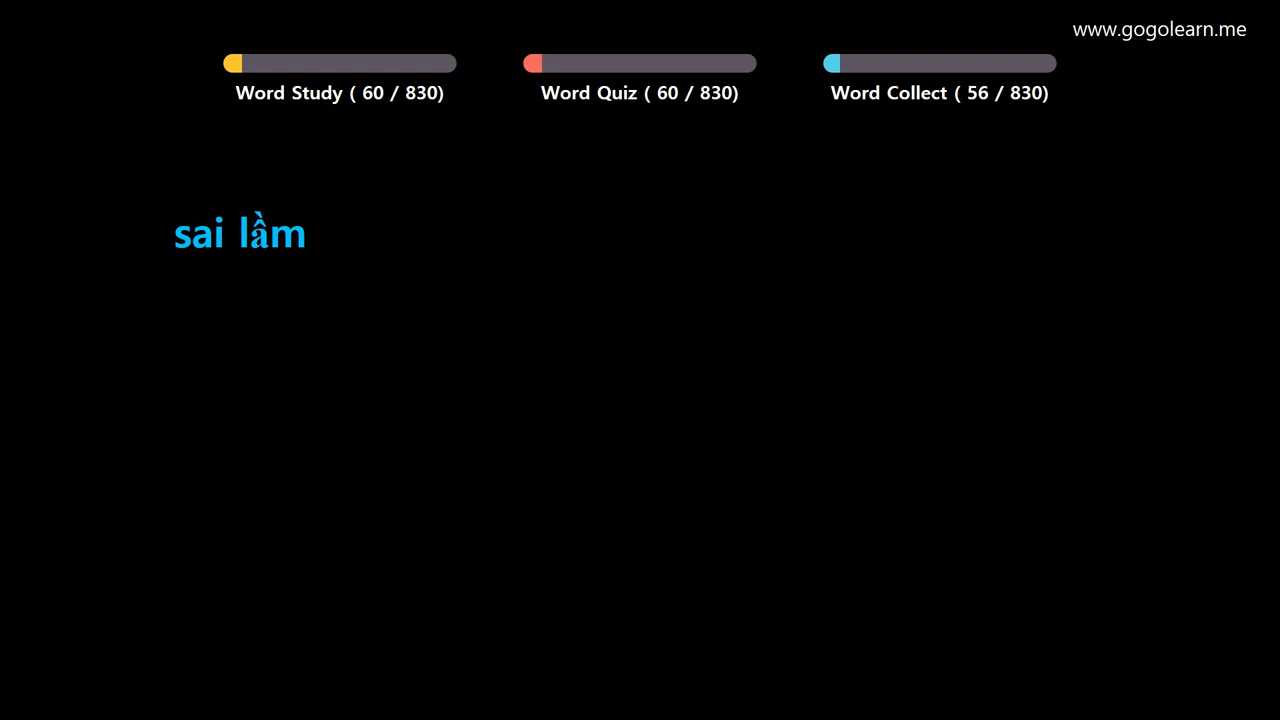 www.gogolearn.me
Word Study ( 60 / 830)
Word Quiz ( 60 / 830)
Word Collect ( 56 / 830)
sai lầm